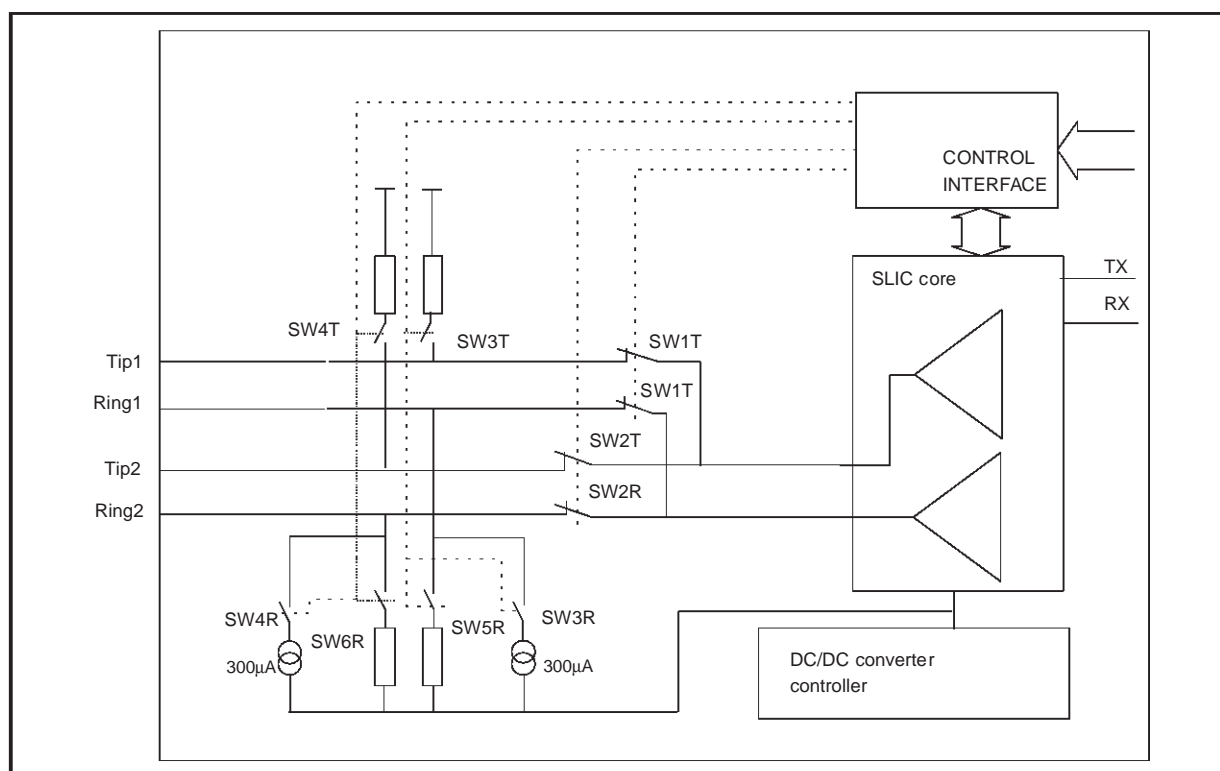 CONTROL
INTERFACE
SLIC core
TX
RX
SW4T
SW3T
SW1T
Tip1
Ring1
SW1T
SW2T
Tip2
Ring2
SW2R
SW4R
SW6R
SW5R
SW3R
300µA
300µA
DC/DC converter
controller